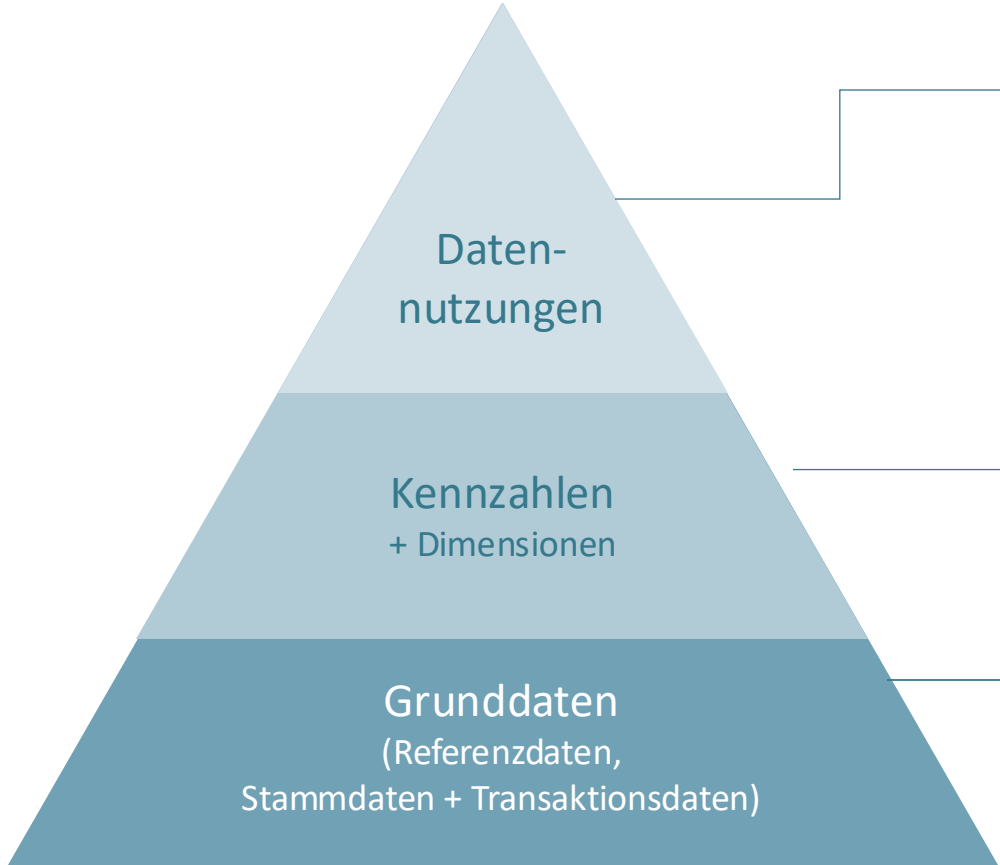 Daten-
nutzungen
Kennzahlen
+ Dimensionen
Grunddaten
(Referenzdaten,
Stammdaten + Transaktionsdaten)